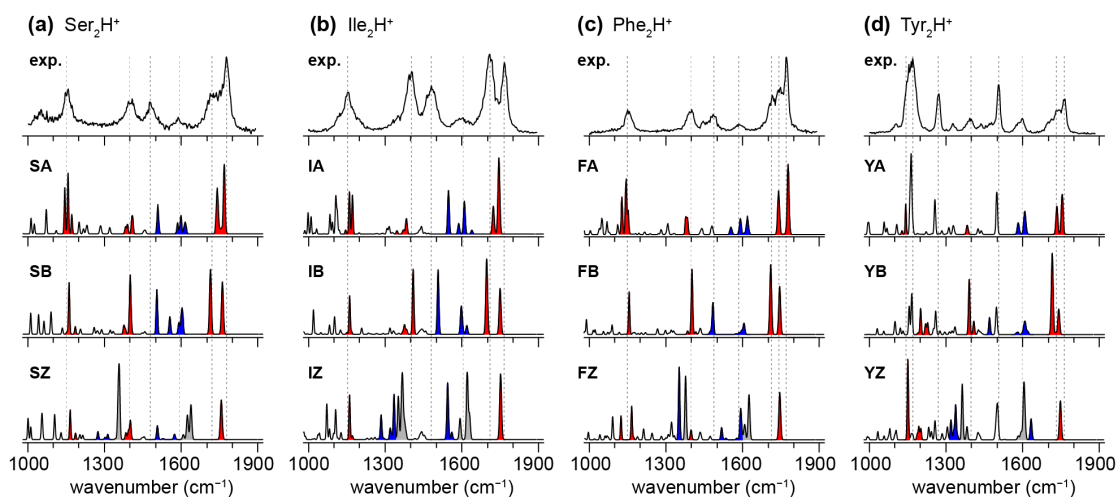 (a) Ser₂H⁺ (b) Ile₂H⁺ (c) Phe₂H⁺ (d) Tyr₂H⁺
exp. exp. exp. exp.
SA IA FA YA
SB IB FB YB
SZ IZ FZ YZ
1000 1300 1600 1900 1000 1300 1600 1900 1000 1300 1600 1900 1000 1300 1600 1900
wavenumber (cm⁻¹) wavenumber (cm⁻¹) wavenumber (cm⁻¹) wavenumber (cm⁻¹)